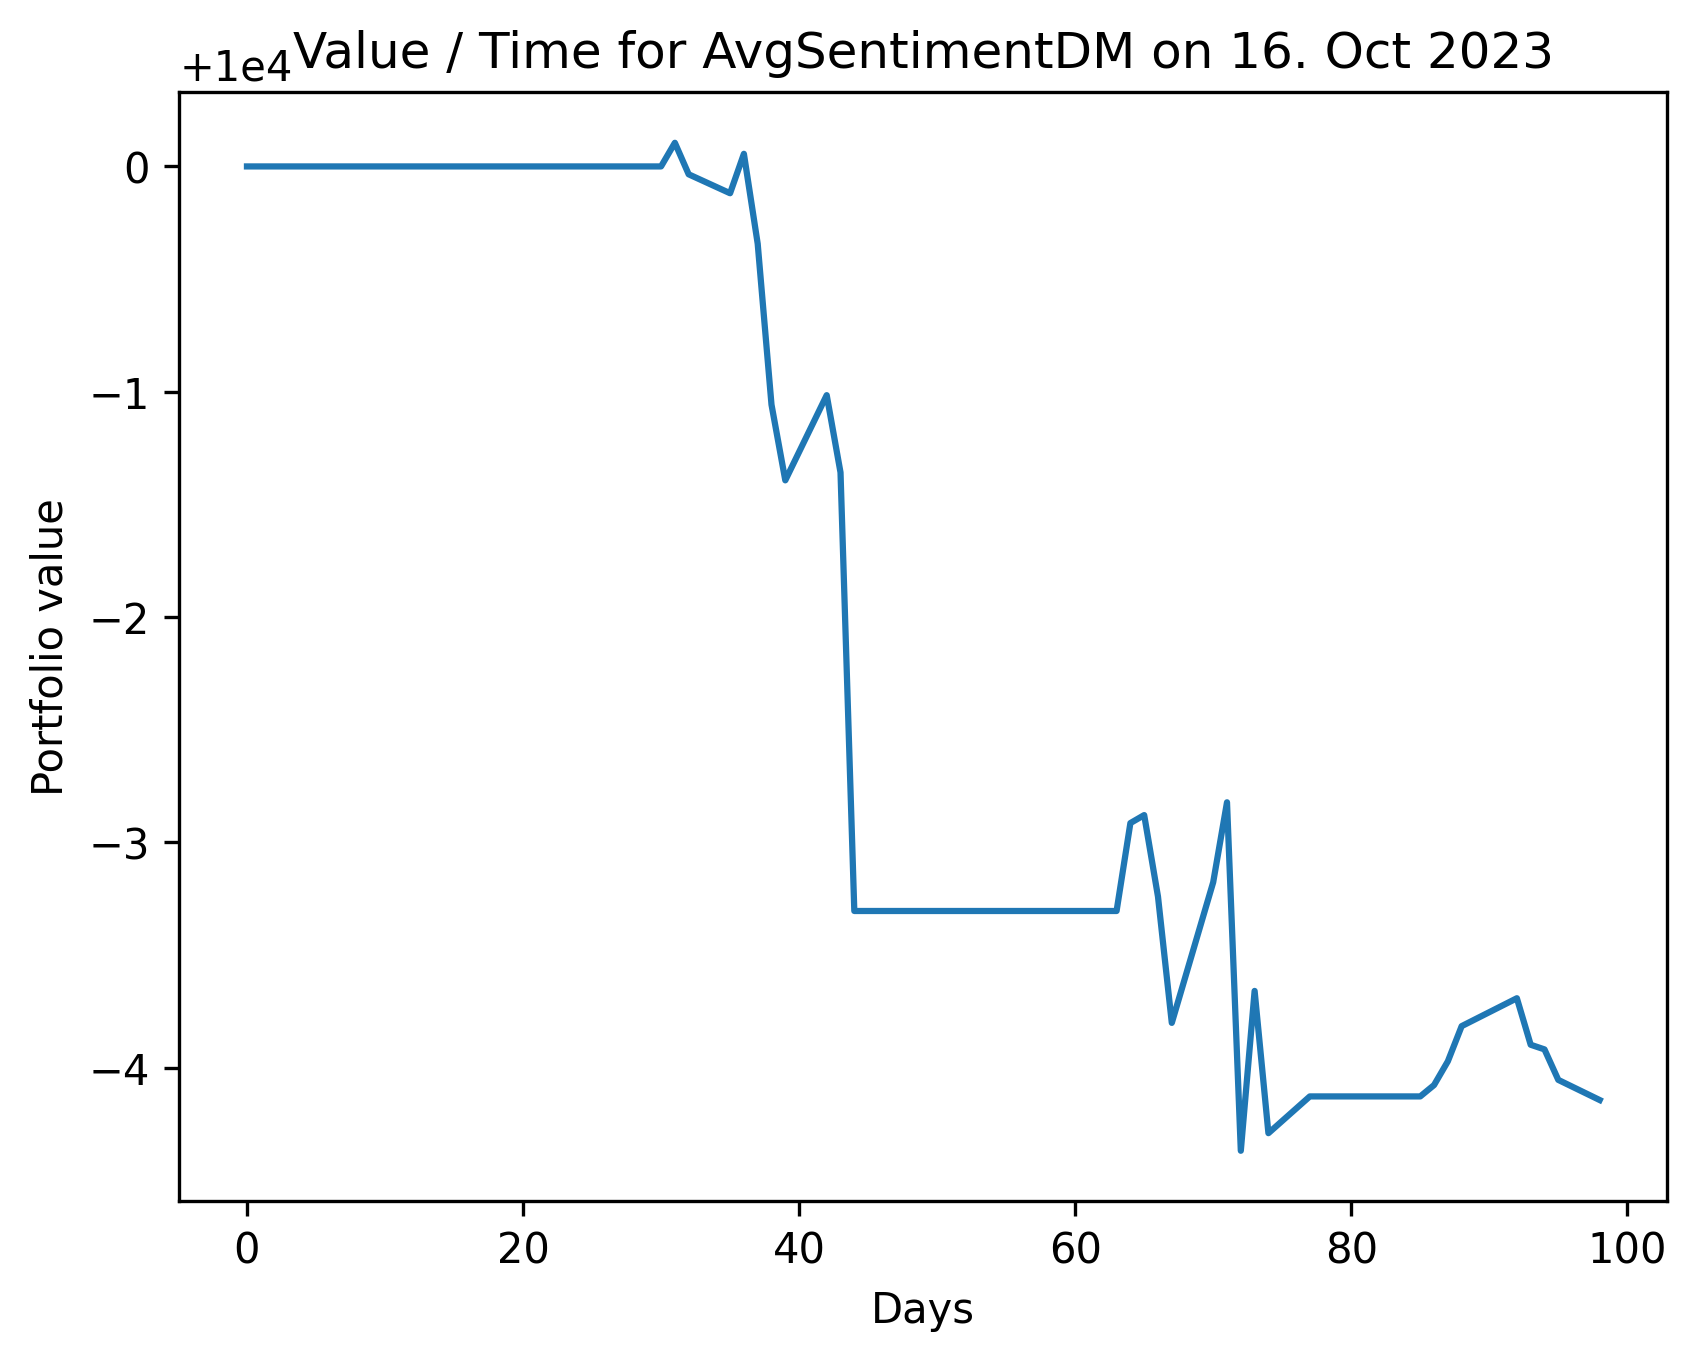 Value / Time for AvgSentimentDM on 16. Oct 2023
+1e4
0
−1
−2
−3
−4
Portfolio value
0 20 40 60 80 100
Days